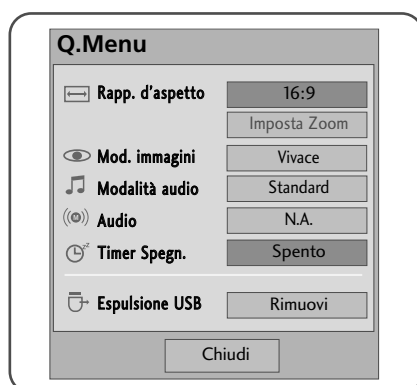 Q.Menu
Rapp. d'aspetto 16:9
Imposta Zoom
Mod. immagini Vivace
Modalità audio Standard
Audio N.A.
Timer Spegn. Spento
Espulsione USB Rimuovi
Chiudi